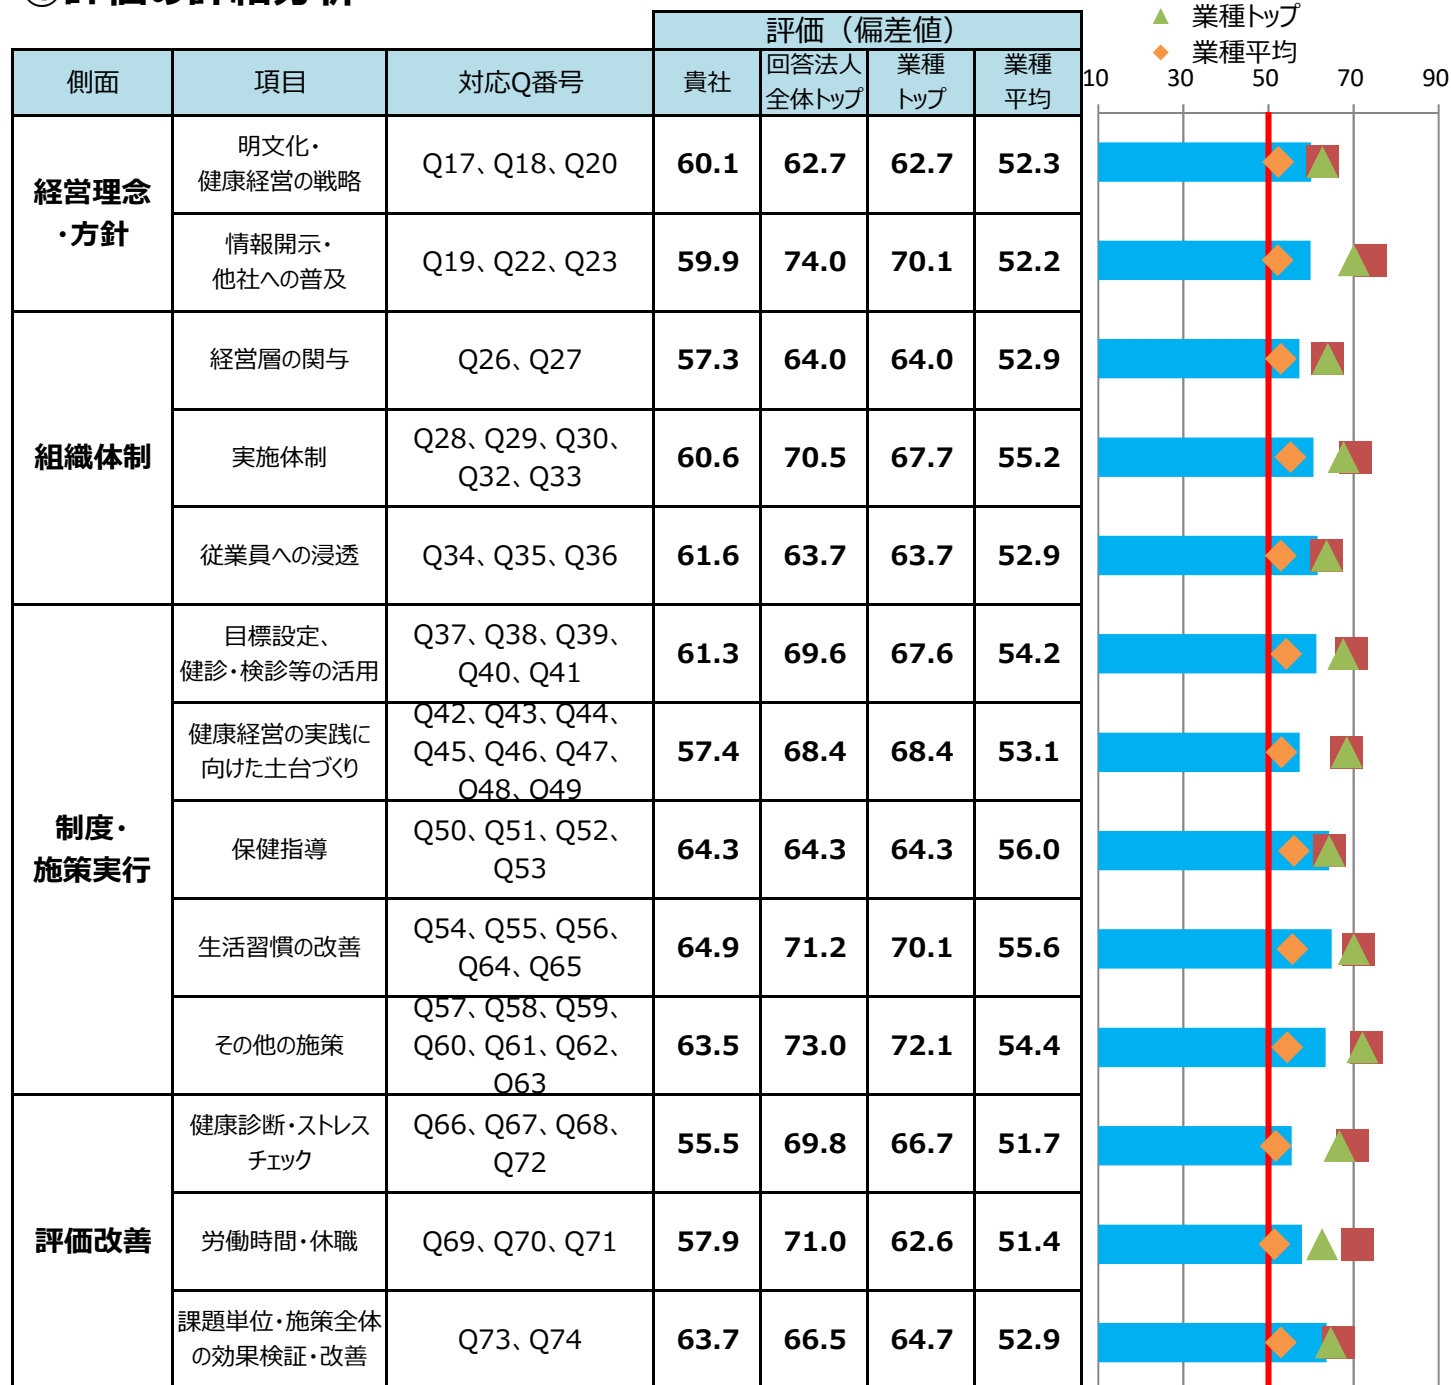 ①評価の詳細分析
▲ 業種トップ
◆ 業種平均
評価（偏差値）
側面 項目 対応Q番号 貴社 回答法人 業種 業種
全体トップ トップ 平均
10 30 50 70 90
経営理念
・方針
明文化・
健康経営の戦略
Q17、Q18、Q20 60.1 62.7 62.7 52.3
情報開示・
他社への普及
Q19、Q22、Q23 59.9 74.0 70.1 52.2
組織体制
経営層の関与 Q26、Q27 57.3 64.0 64.0 52.9
実施体制
Q28、Q29、Q30、
Q32、Q33
60.6 70.5 67.7 55.2
従業員への浸透 Q34、Q35、Q36 61.6 63.7 63.7 52.9
制度・
施策実行
目標設定、
健診・検診等の活用
Q37、Q38、Q39、
Q40、Q41
61.3 69.6 67.6 54.2
健康経営の実践に
向けた土台づくり
Q42、Q43、Q44、
Q45、Q46、Q47、
Q48、Q49
57.4 68.4 68.4 53.1
保健指導
Q50、Q51、Q52、
Q53
64.3 64.3 64.3 56.0
生活習慣の改善
Q54、Q55、Q56、
Q64、Q65
64.9 71.2 70.1 55.6
その他の施策
Q57、Q58、Q59、
Q60、Q61、Q62、
Q63
63.5 73.0 72.1 54.4
評価改善
健康診断・ストレス
チェック
Q66、Q67、Q68、
Q72
55.5 69.8 66.7 51.7
労働時間・休職 Q69、Q70、Q71 57.9 71.0 62.6 51.4
課題単位・施策全体
の効果検証・改善
Q73、Q74 63.7 66.5 64.7 52.9